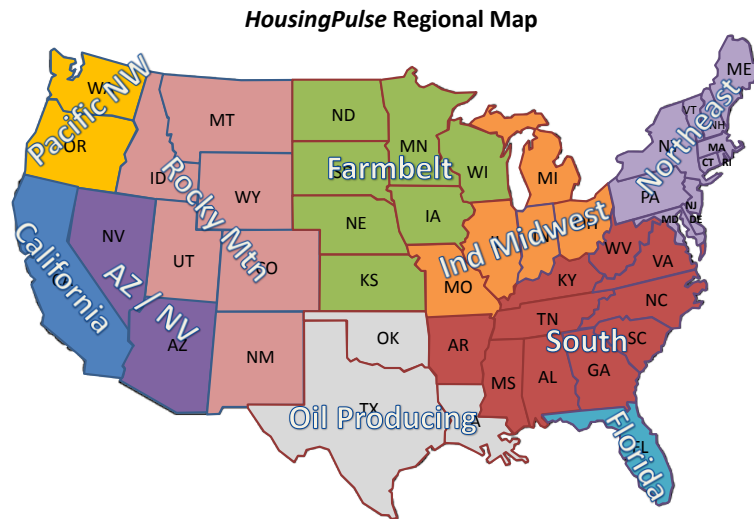 HousingPulse Regional Map
WA
Pacific NW
OR
MT
ID
Rocky Mtn
WY
UT
CO
NM
California
NV
AZ / NV
AZ
ND
MN
WI
Farmbelt
NE
IA
KS
MI
Ind Midwest
MO
ME
VT
NH
Northeast
MA
CT
RI
PA
NJ
MD
DE
WV
VA
KY
NC
TN
South
SC
AR
MS
AL
GA
OK
TX
Oil Producing
Florida
FL